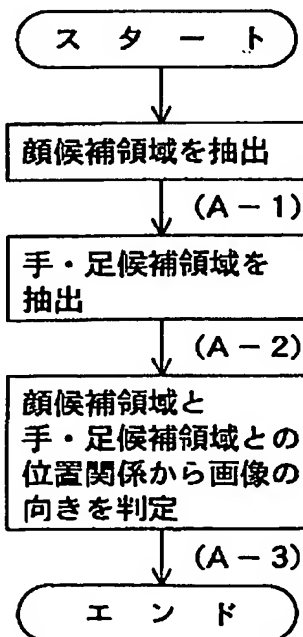 スタート
顔候補領域を抽出
(A-1)
手・足候補領域を
抽出
(A-2)
顔候補領域と
手・足候補領域との
位置関係から画像の
向きを判定
(A-3)
エンド